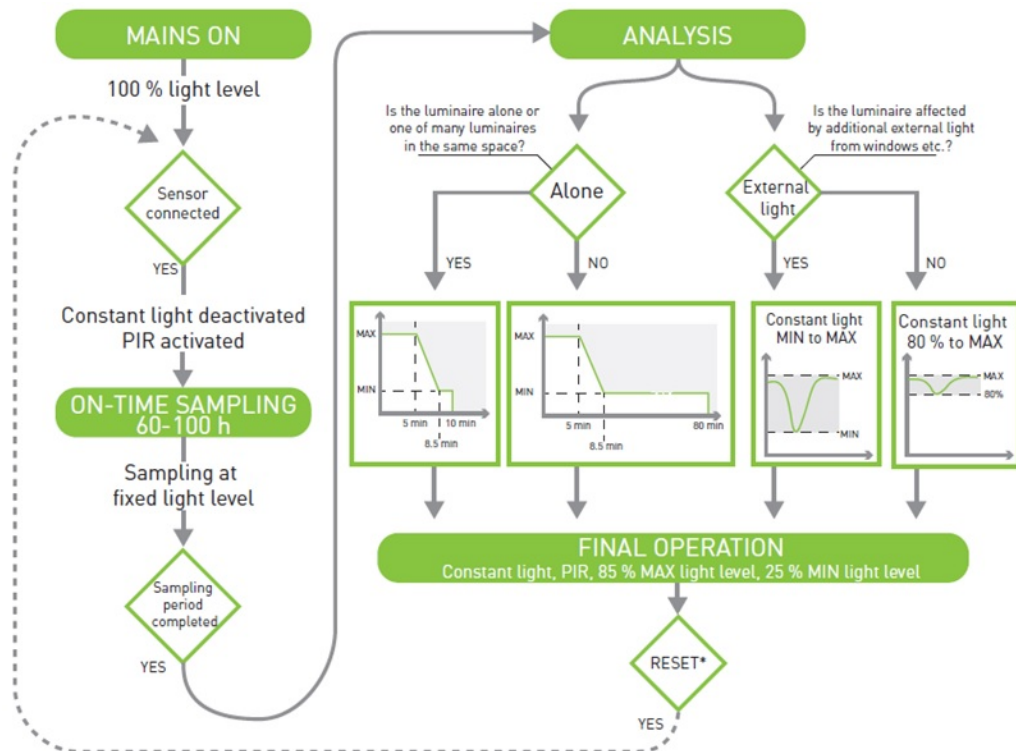 MAINS ON
100 % light level
Sensor
connected
YES
Constant light deactivated
PIR activated
ON-TIME SAMPLING
60-100 h
Sampling at
fixed light level
Sampling
period
completed
YES
ANALYSIS
Is the luminaire alone or
one of many luminaires
in the same space?
Alone
YES
NO
Is the luminaire affected
by additional external light
from windows etc.?
External
light
YES
NO
MAX
MIN
5 min
10 min
8.5 min
MAX
MIN
5 min
80 min
8.5 min
Constant light
MIN to MAX
MAX
MIN
Constant light
80 % to MAX
MAX
80%
FINAL OPERATION
Constant light, PIR, 85 % MAX light level, 25 % MIN light level
RESET*
YES